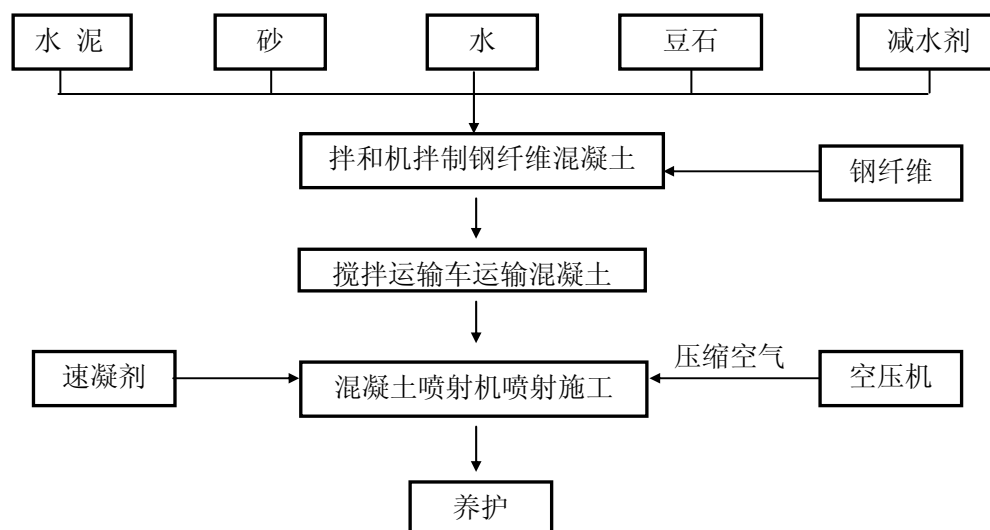 水 泥
砂
水
豆石
减水剂
拌和机拌制钢纤维混凝土
钢纤维
搅拌运输车运输混凝土
速凝剂
混凝土喷射机喷射施工
压缩空气
空压机
养护